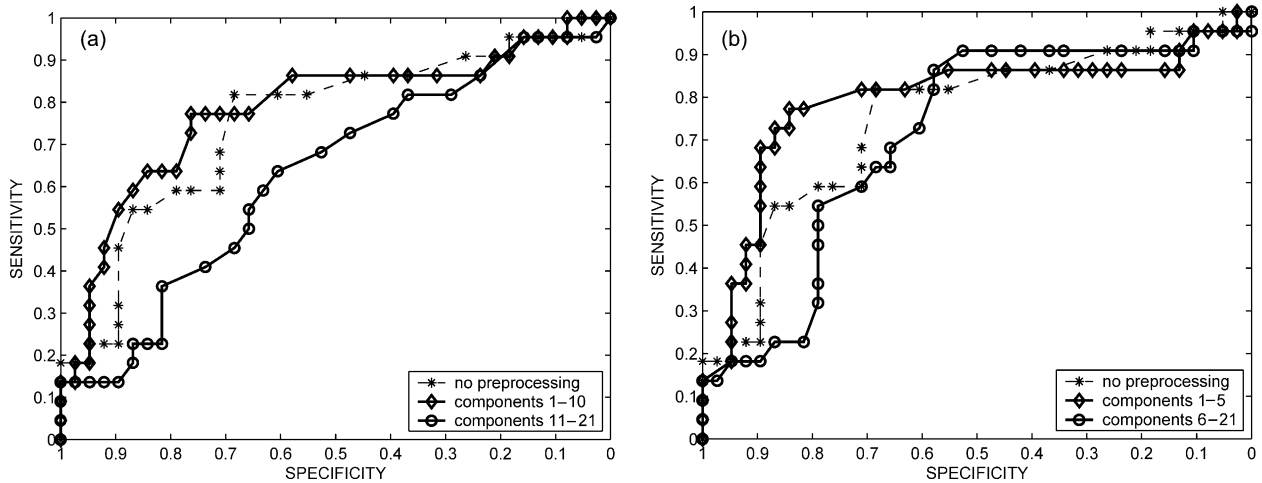 (a)
SENSITIVITY
1
0.9
0.8
0.7
0.6
0.5
0.4
0.3
0.2
0.1
0
1 0.9 0.8 0.7 0.6 0.5 0.4 0.3 0.2 0.1 0
SPECIFICITY
no preprocessing
components 1–10
components 11–21
(b)
SENSITIVITY
1
0.9
0.8
0.7
0.6
0.5
0.4
0.3
0.2
0.1
0
1 0.9 0.8 0.7 0.6 0.5 0.4 0.3 0.2 0.1 0
SPECIFICITY
no preprocessing
components 1–5
components 6–21